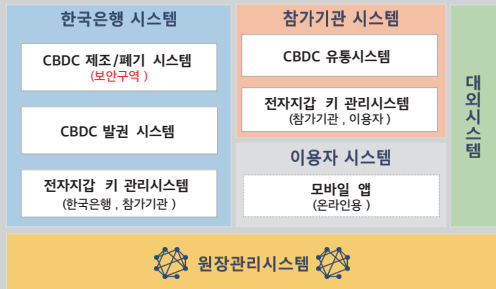 한국은행 시스템
CBDC 제조/폐기 시스템
(보안구역 )
CBDC 발권 시스템
전자지갑 키 관리시스템
(한국은행 , 참가기관 )
참가기관 시스템
CBDC 유통시스템
전자지갑 키 관리시스템
(참가기관 , 이용자 )
이용자 시스템
모바일 앱
(온라인용 )
대외시스템
원장관리시스템